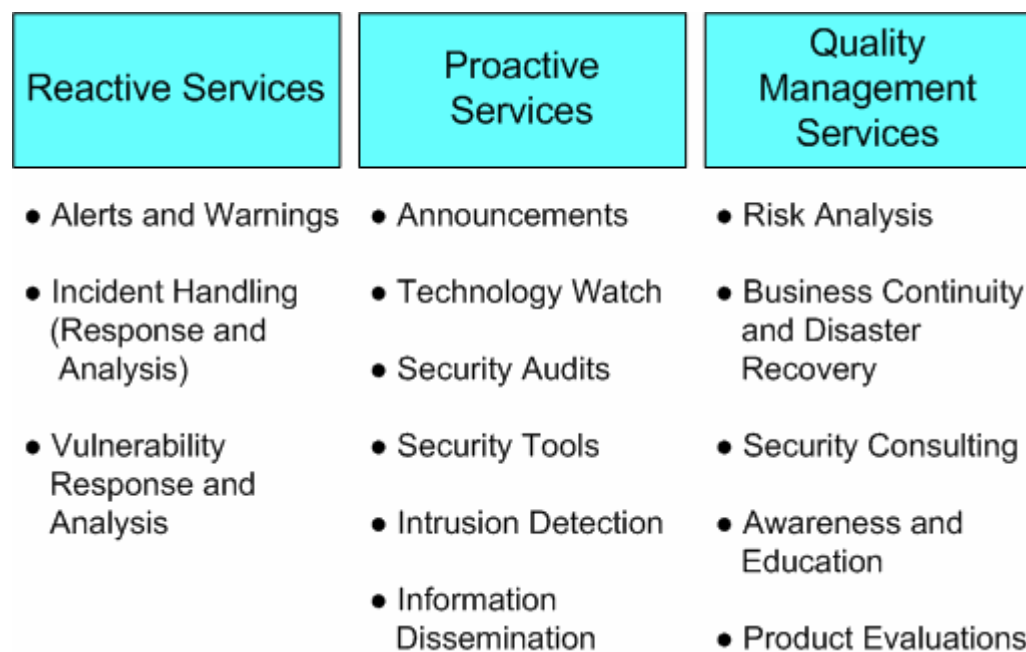 Reactive Services
Proactive
Services
Quality
Management
Services
● Alerts and Warnings
● Incident Handling
(Response and
Analysis)
● Vulnerability
Response and
Analysis
● Announcements
● Technology Watch
● Security Audits
● Security Tools
● Intrusion Detection
● Information
Dissemination
● Risk Analysis
● Business Continuity
and Disaster
Recovery
● Security Consulting
● Awareness and
Education
● Product Evaluations